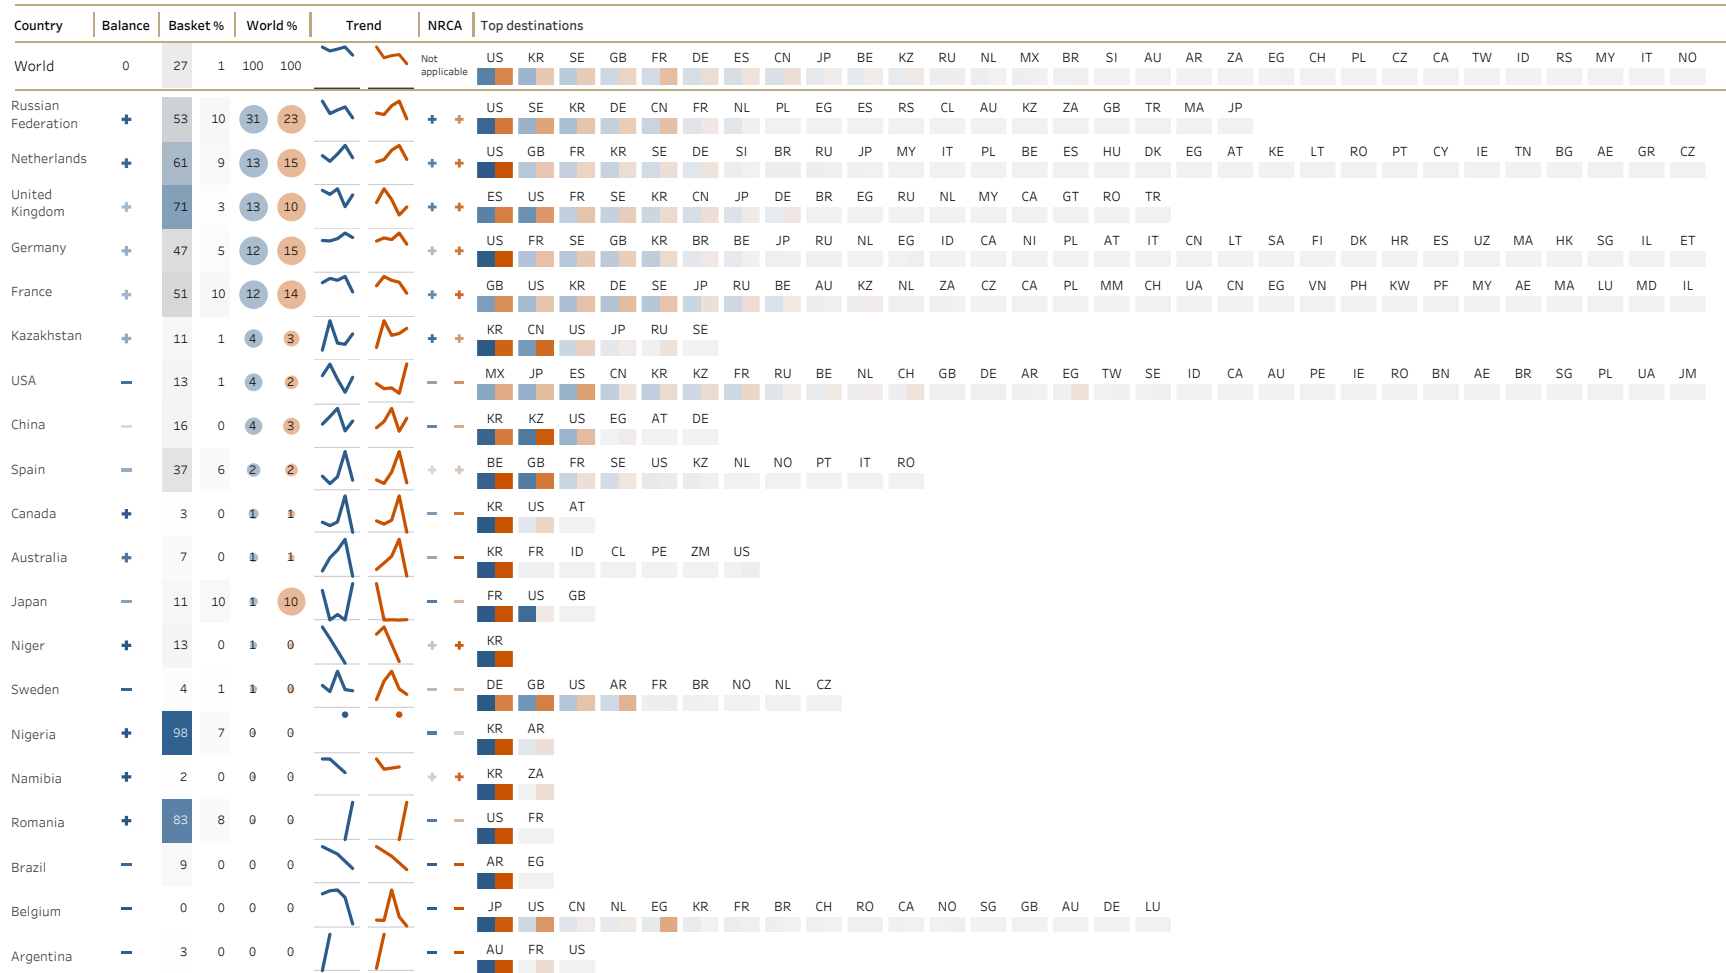 Country Balance Basket % World % Trend NRCA Top destinations
World 0 27 1 100 100 Not applicable US KR SE GB FR DE ES CN JP BE KZ RU NL MX BR SI AU AR ZA EG CH PL CZ CA TW ID RS MY IT NO
Russian Federation + 53 10 31 23 + + US SE KR DE CN FR NL PL EG ES RS CL AU KZ ZA GB TR MA JP
Netherlands + 61 9 13 15 + + US GB FR KR SE DE SI BR RU JP MY IT PL BE ES HU DK EG AT KE LT RO PT CY IE TN BG AE GR CZ
United Kingdom + 71 3 13 10 + + ES US FR SE KR CN JP DE BR EG RU NL MY CA GT RO TR
Germany + 47 5 12 15 + + US FR SE GB KR BR BE JP RU NL EG ID CA NI PL AT IT CN LT SA FI DK HR ES UZ MA HK SG IL ET
France + 51 10 12 14 + + GB US KR DE SE JP RU BE AU KZ NL ZA CZ CA PL MM CH UA CN EG VN PH KW PF MY AE MA LU MD IL
Kazakhstan + 11 1 4 3 + + KR CN US JP RU SE
USA − 13 1 4 2 − − MX JP ES CN KR KZ FR RU BE NL CH GB DE AR EG TW SE ID CA AU PE IE RO BN AE BR SG PL UA JM
China − 16 0 4 3 − − KR KZ US EG AT DE
Spain − 37 6 2 2 + + BE GB FR SE US KZ NL NO PT IT RO
Canada + 3 0 1 1 − − KR US AT
Australia + 7 0 1 1 − − KR FR ID CL PE ZM US
Japan − 11 10 1 10 − − FR US GB
Niger + 13 0 1 0 + + KR
Sweden − 4 1 1 0 − − DE GB US AR FR BR NO NL CZ
Nigeria + 98 7 0 0 − − KR AR
Namibia + 2 0 0 0 + + KR ZA
Romania + 83 8 0 0 − − US FR
Brazil − 9 0 0 0 − − AR EG
Belgium − 0 0 0 0 − − JP US CN NL EG KR FR BR CH RO CA NO SG GB AU DE LU
Argentina − 3 0 0 0 − − AU FR US